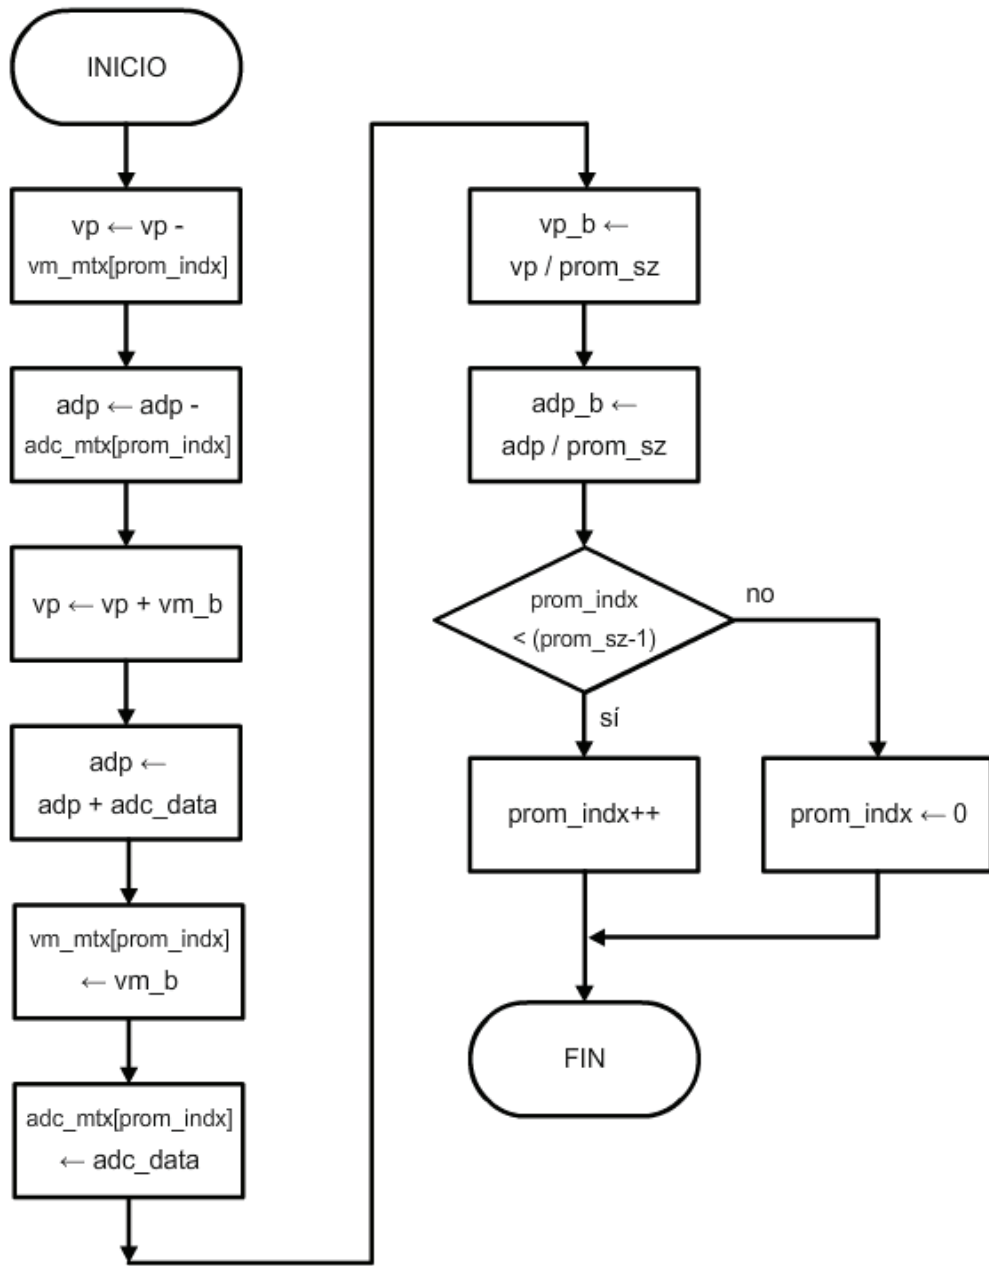 INICIO
vp ← vp -
vm_mtx[prom_indx]
adp ← adp -
adc_mtx[prom_indx]
vp ← vp + vm_b
adp ←
adp + adc_data
vm_mtx[prom_indx]
← vm_b
adc_mtx[prom_indx]
← adc_data
vp_b ←
vp / prom_sz
adp_b ←
adp / prom_sz
prom_indx
< (prom_sz-1)
no
sí
prom_indx++
prom_indx ← 0
FIN